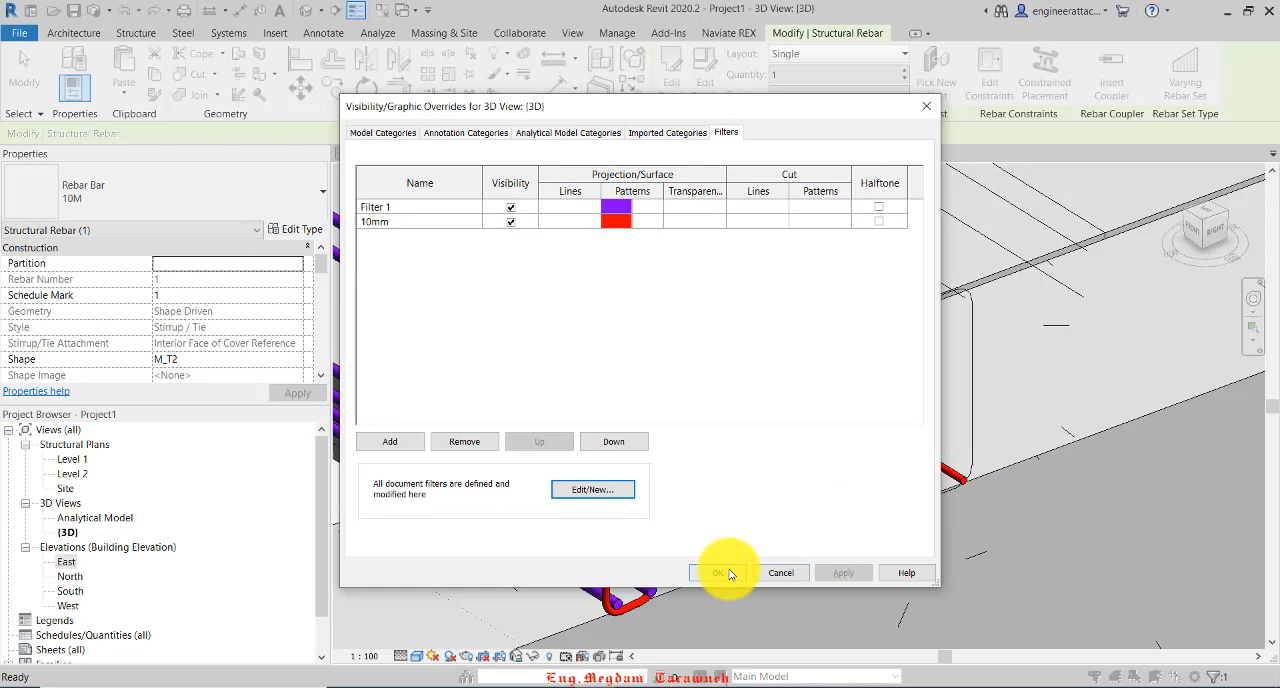 Autodesk Revit 2020.2 - Project1 - 3D View: {3D}
engineerattac...
File Architecture Structure Steel Systems Insert Annotate Analyze Massing & Site Collaborate View Manage Add-Ins Naviate REX Modify | Structural Rebar
Modify Paste Cope Cut Join Edit Edit Layout: Single Quantity: 1 Pick New Edit Constraints Constrained Placement Insert Coupler Varying Rebar Set
Select Properties Clipboard Geometry Rebar Constraints Rebar Coupler Rebar Set Type
Modify | Structural Rebar
Properties
Rebar Bar
10M
Structural Rebar (1) Edit Type
Construction
Partition
Rebar Number 1
Schedule Mark 1
Geometry Shape Driven
Style Stirrup / Tie
Stirrup/Tie Attachment Interior Face of Cover Reference
Shape M_T2
Shape Image <None>
Properties help Apply
Project Browser - Project1
Views (all)
Structural Plans
Level 1
Level 2
Site
3D Views
Analytical Model
{3D}
Elevations (Building Elevation)
East
North
South
West
Legends
Schedules/Quantities (all)
Sheets (all)
Visibility/Graphic Overrides for 3D View: {3D}
Model Categories Annotation Categories Analytical Model Categories Imported Categories Filters
Name Visibility Projection/Surface Cut Halftone
Lines Patterns Transparen... Lines Patterns
Filter 1
10mm
Add Remove Up Down
All document filters are defined and
modified here
Edit/New...
OK Cancel Apply Help
FRONT RIGHT
1 : 100
Ready
Eng.Megdam Tarawneh
Main Model
:1